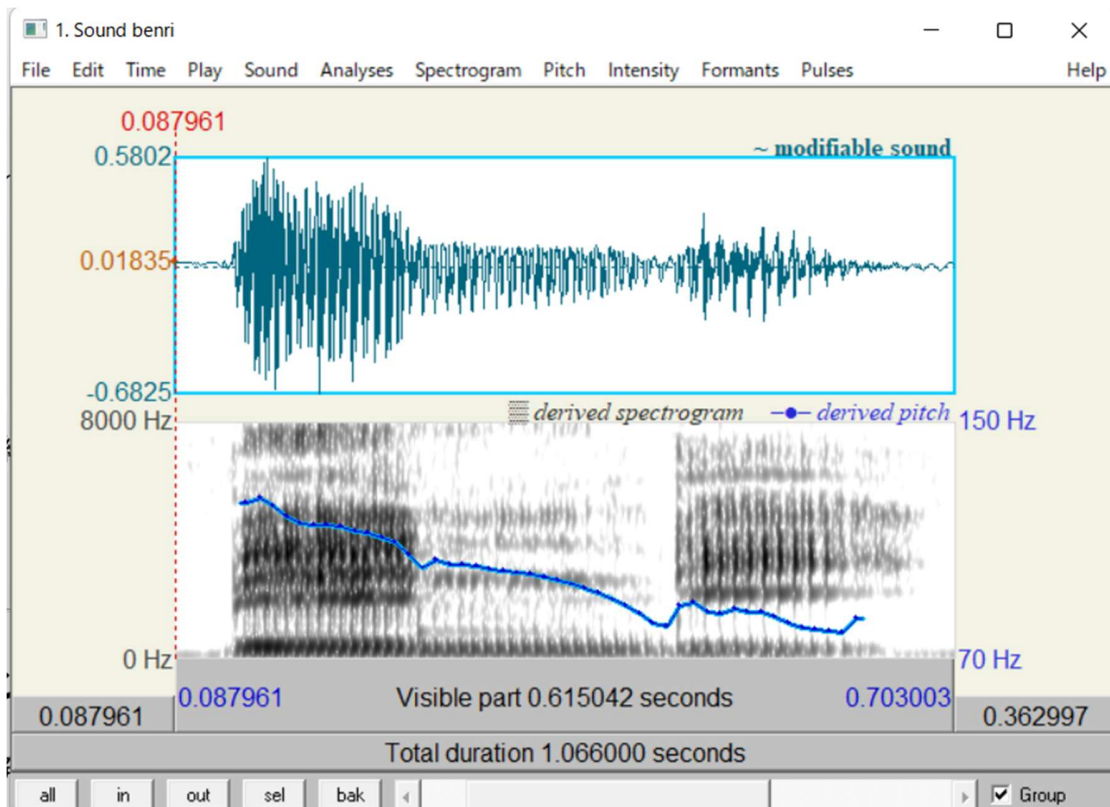 1. Sound benri
File Edit Time Play Sound Analyses Spectrogram Pitch Intensity Formants Pulses Help
0.087961
0.5802
~ modifiable sound
0.01835
-0.6825
derived spectrogram derived pitch
8000 Hz 150 Hz
0 Hz 70 Hz
0.087961 Visible part 0.615042 seconds 0.703003
0.087961 0.362997
Total duration 1.066000 seconds
all in out sel bak Group